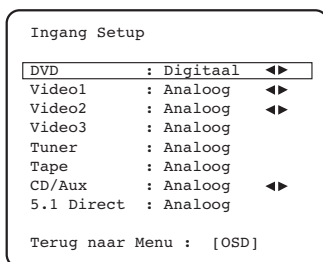 Ingang Setup
DVD : Digitaal ◄►
Video1 : Analoog ◄►
Video2 : Analoog ◄►
Video3 : Analoog
Tuner : Analoog
Tape : Analoog
CD/Aux : Analoog ◄►
5.1 Direct : Analoog
Terug naar Menu : [OSD]